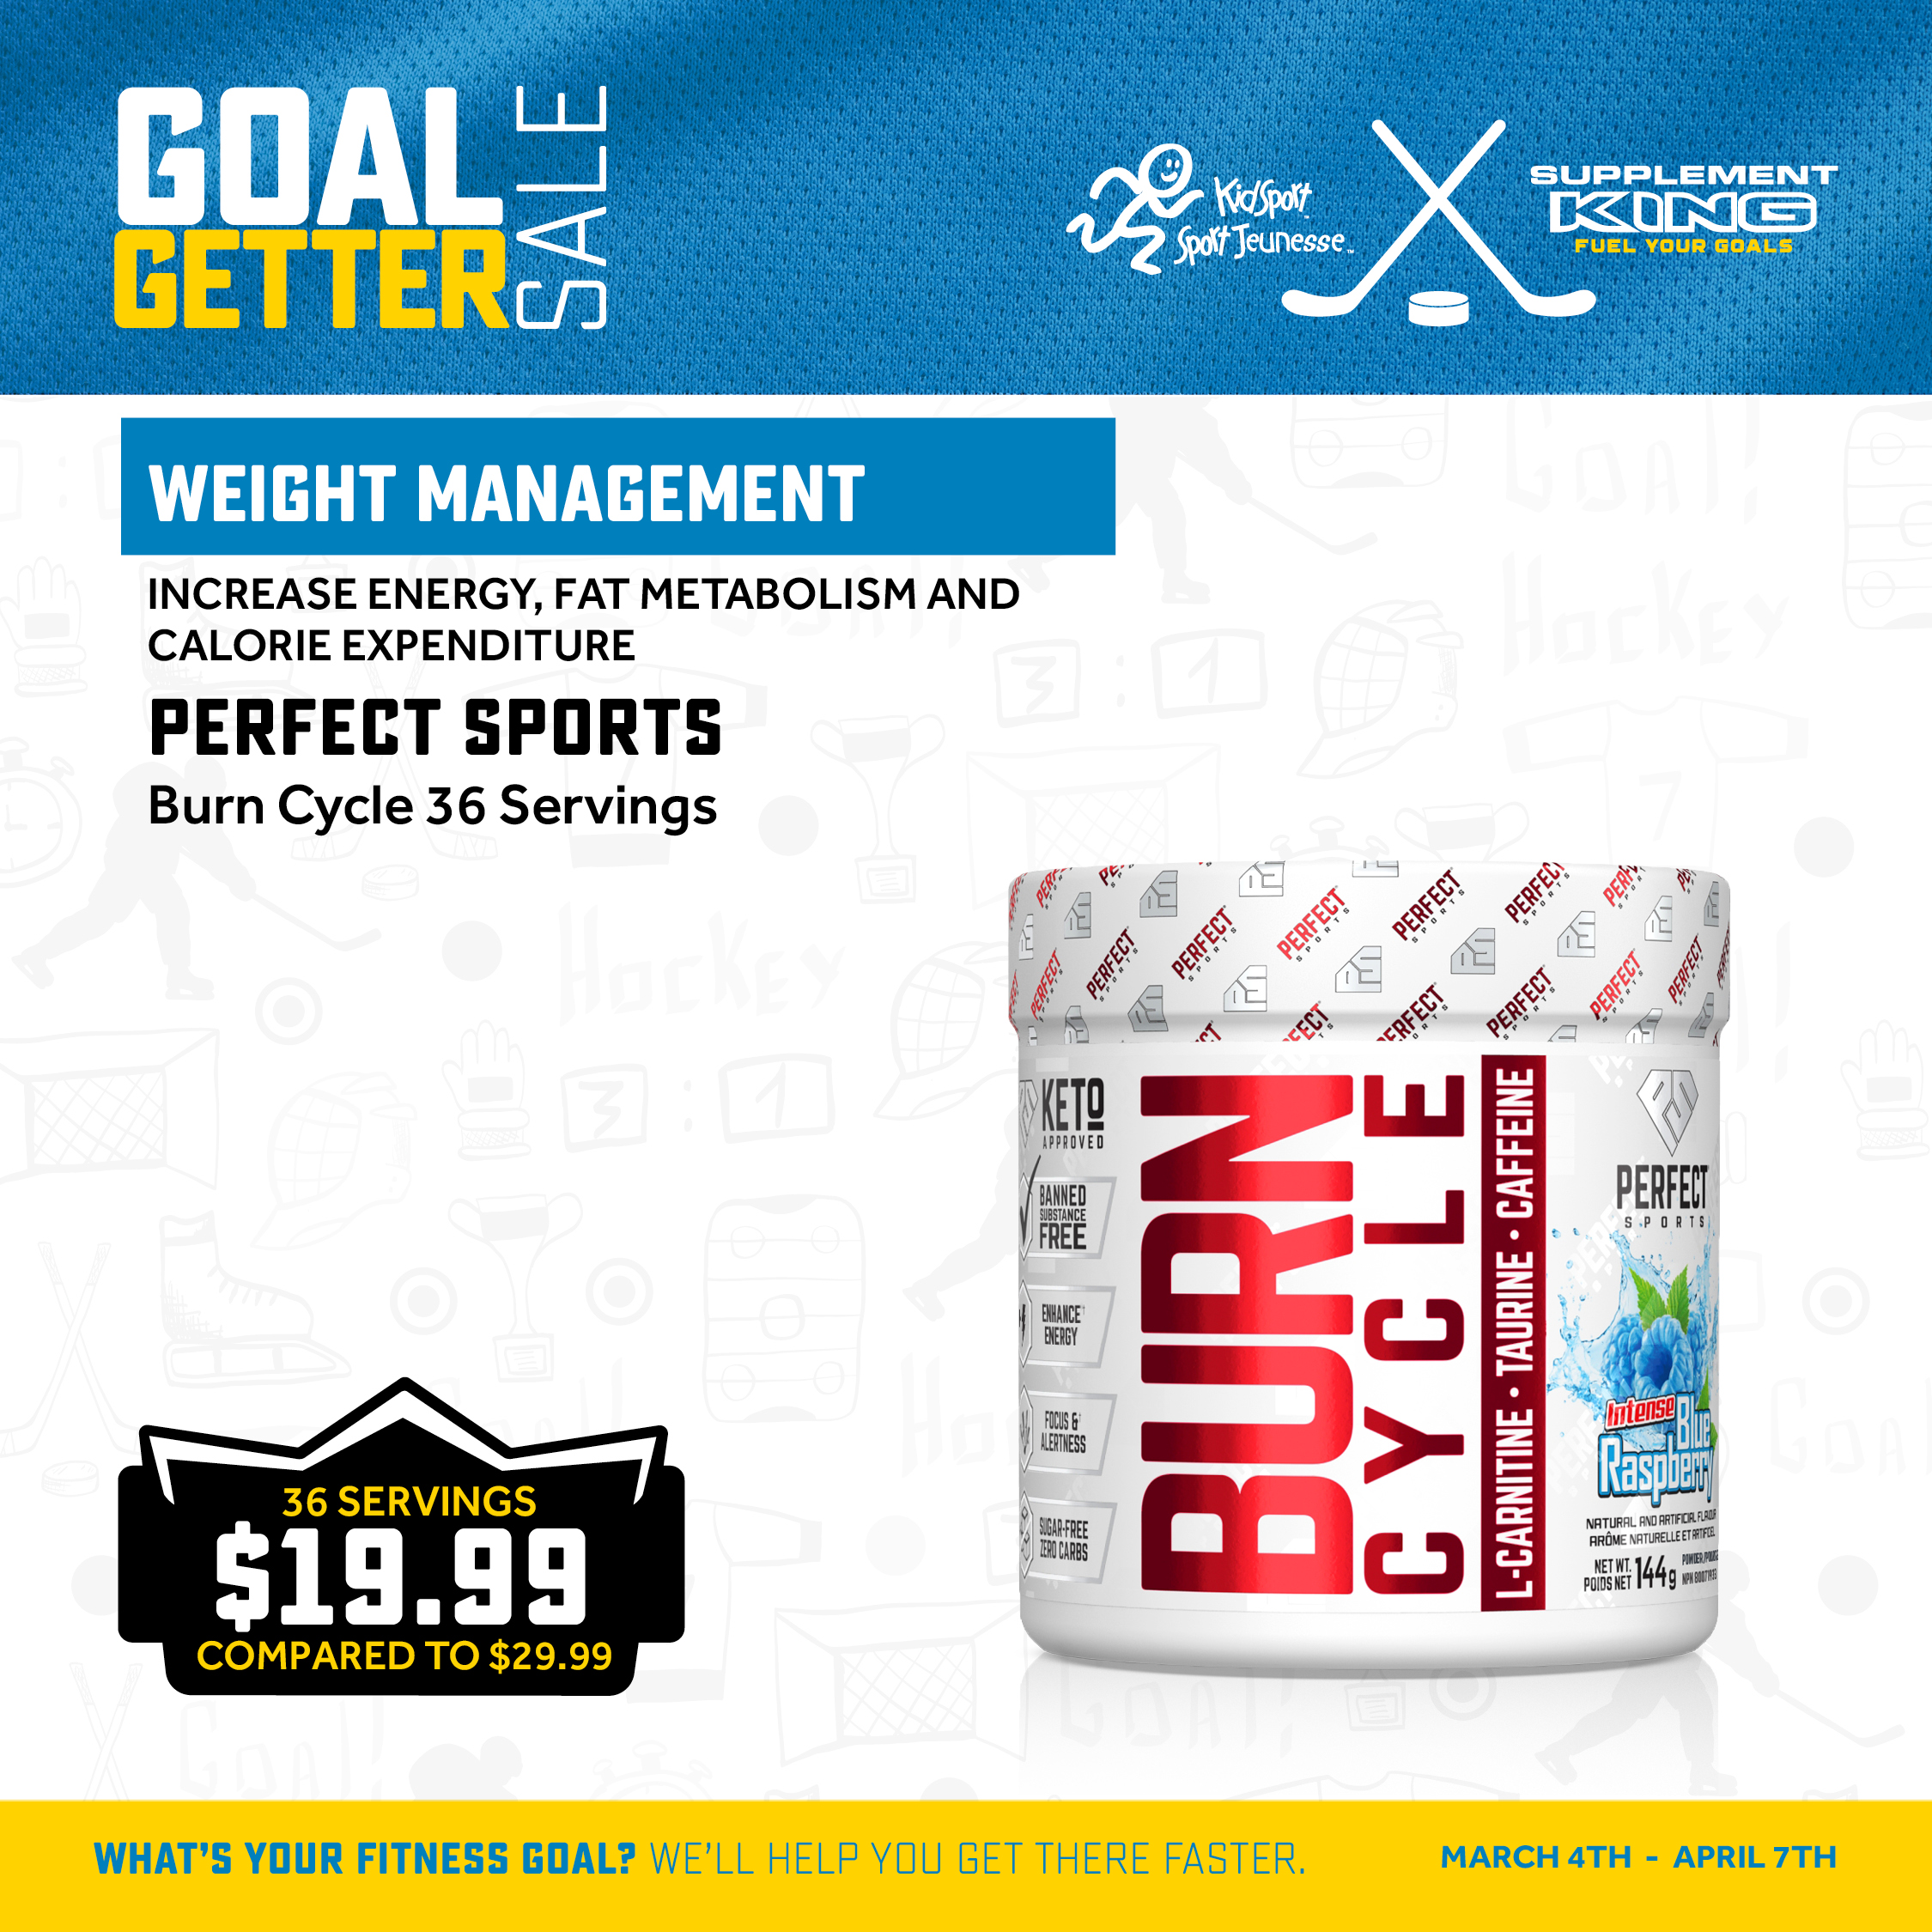 GOAL
GETTER
SALE
KidSport™
Sport Jeunesse™
SUPPLEMENT
KING
FUEL YOUR GOALS
WEIGHT MANAGEMENT
INCREASE ENERGY, FAT METABOLISM AND
CALORIE EXPENDITURE
PERFECT SPORTS
Burn Cycle 36 Servings
PERFECT
SPORTS
KETO
APPROVED
BANNED
SUBSTANCE
FREE
ENHANCE†
ENERGY
FOCUS &†
ALERTNESS
SUGAR-FREE
ZERO CARBS
BURN
CYCLE
L-CARNITINE • TAURINE • CAFFEINE
PERFECT
SPORTS
Intense Blue
Raspberry
NATURAL AND ARTIFICIAL FLAVOUR
ARÔME NATURELLE ET ARTIFICIEL
NET WT.
POIDS NET 144g
36 SERVINGS
$19.99
COMPARED TO $29.99
WHAT'S YOUR FITNESS GOAL? WE'LL HELP YOU GET THERE FASTER.
MARCH 4TH - APRIL 7TH